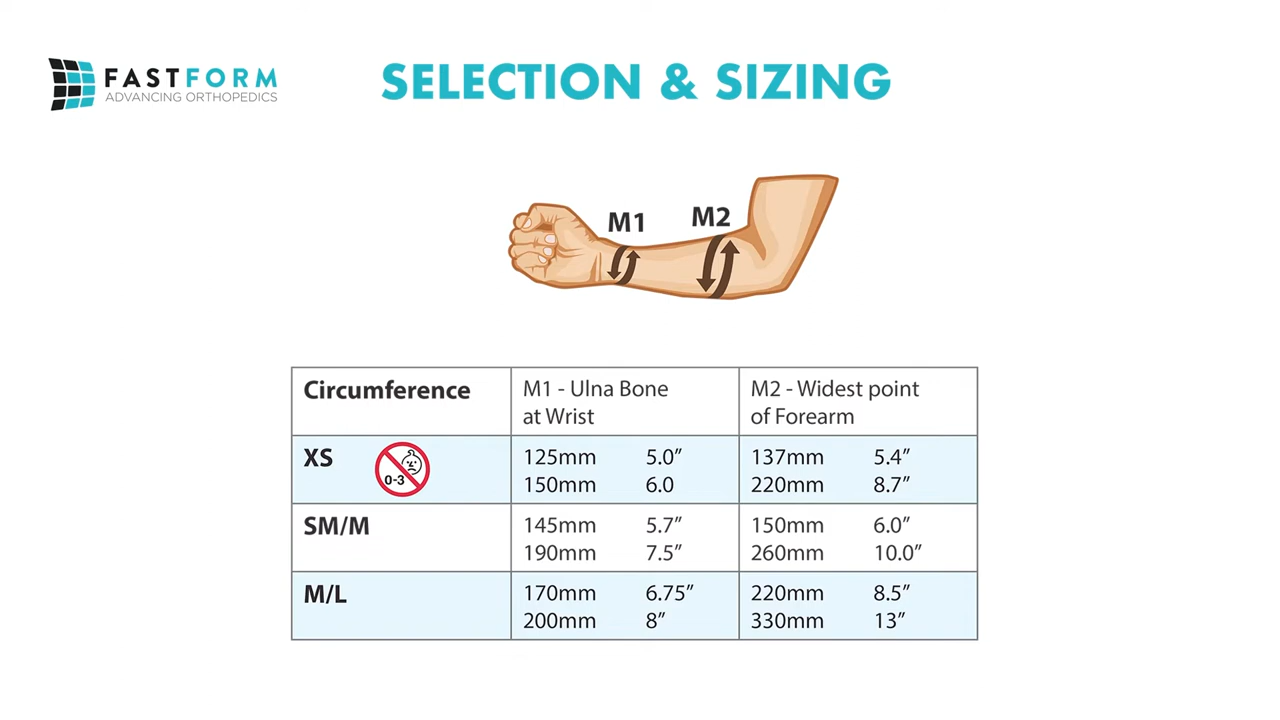 FASTFORM
ADVANCING ORTHOPEDICS
SELECTION & SIZING
M1 M2
Circumference
M1 - Ulna Bone
at Wrist
M2 - Widest point
of Forearm
XS
0-3
125mm 5.0”
150mm 6.0
137mm 5.4”
220mm 8.7”
SM/M
145mm 5.7”
190mm 7.5”
150mm 6.0”
260mm 10.0”
M/L
170mm 6.75”
200mm 8”
220mm 8.5”
330mm 13”